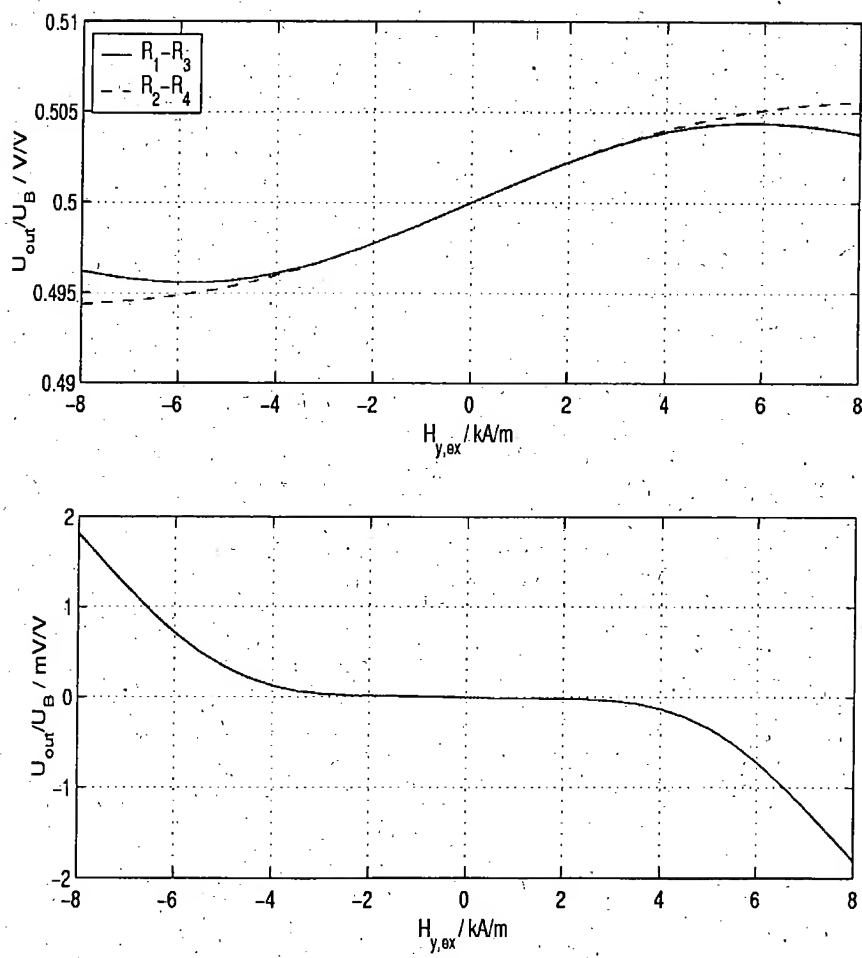 0.51
R1–R3
R2–R4
0.505
0.5
0.495
0.49
Uout/UB / V/V
–8 –6 –4 –2 0 2 4 6 8
Hy,ex / kA/m
2
1
0
–1
–2
Uout/UB / mV/V
–8 –6 –4 –2 0 2 4 6 8
Hy,ex / kA/m